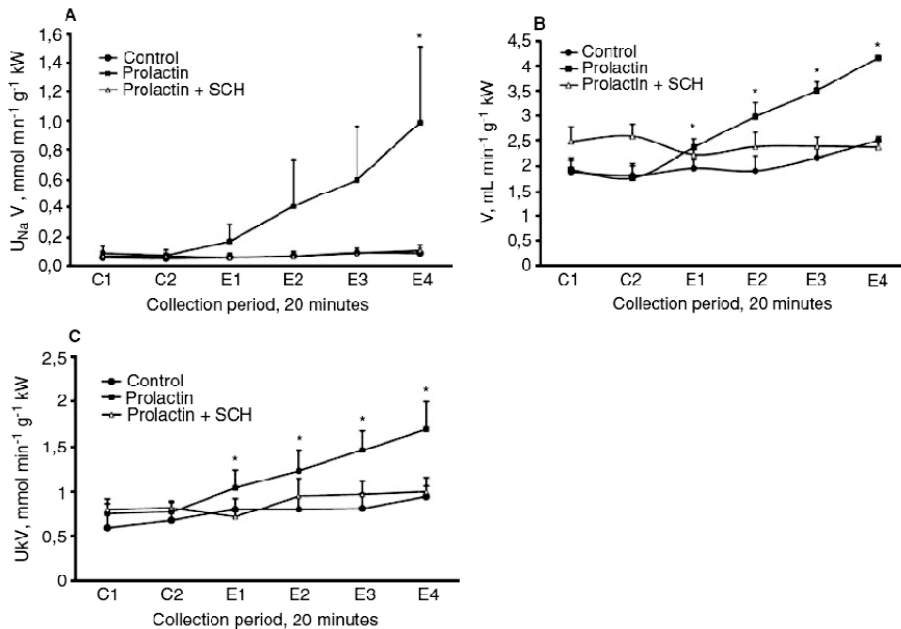 A
1,6
1,4
1,2
1,0
0,8
0,6
0,4
0,2
0,0
U_Na V , mmol mn⁻¹ g⁻¹ kW
Control
Prolactin
Prolactin + SCH
*
C1 C2 E1 E2 E3 E4
Collection period, 20 minutes
B
4,5
4
3,5
3
2,5
2
1,5
1
0,5
0
V, mL min⁻¹ g⁻¹ kW
Control
Prolactin
Prolactin + SCH
* * * *
C1 C2 E1 E2 E3 E4
Collection period, 20 minutes
C
2,5
2
1,5
1
0,5
0
UkV, mmol min⁻¹ g⁻¹ kW
Control
Prolactin
Prolactin + SCH
* * * *
C1 C2 E1 E2 E3 E4
Collection period, 20 minutes